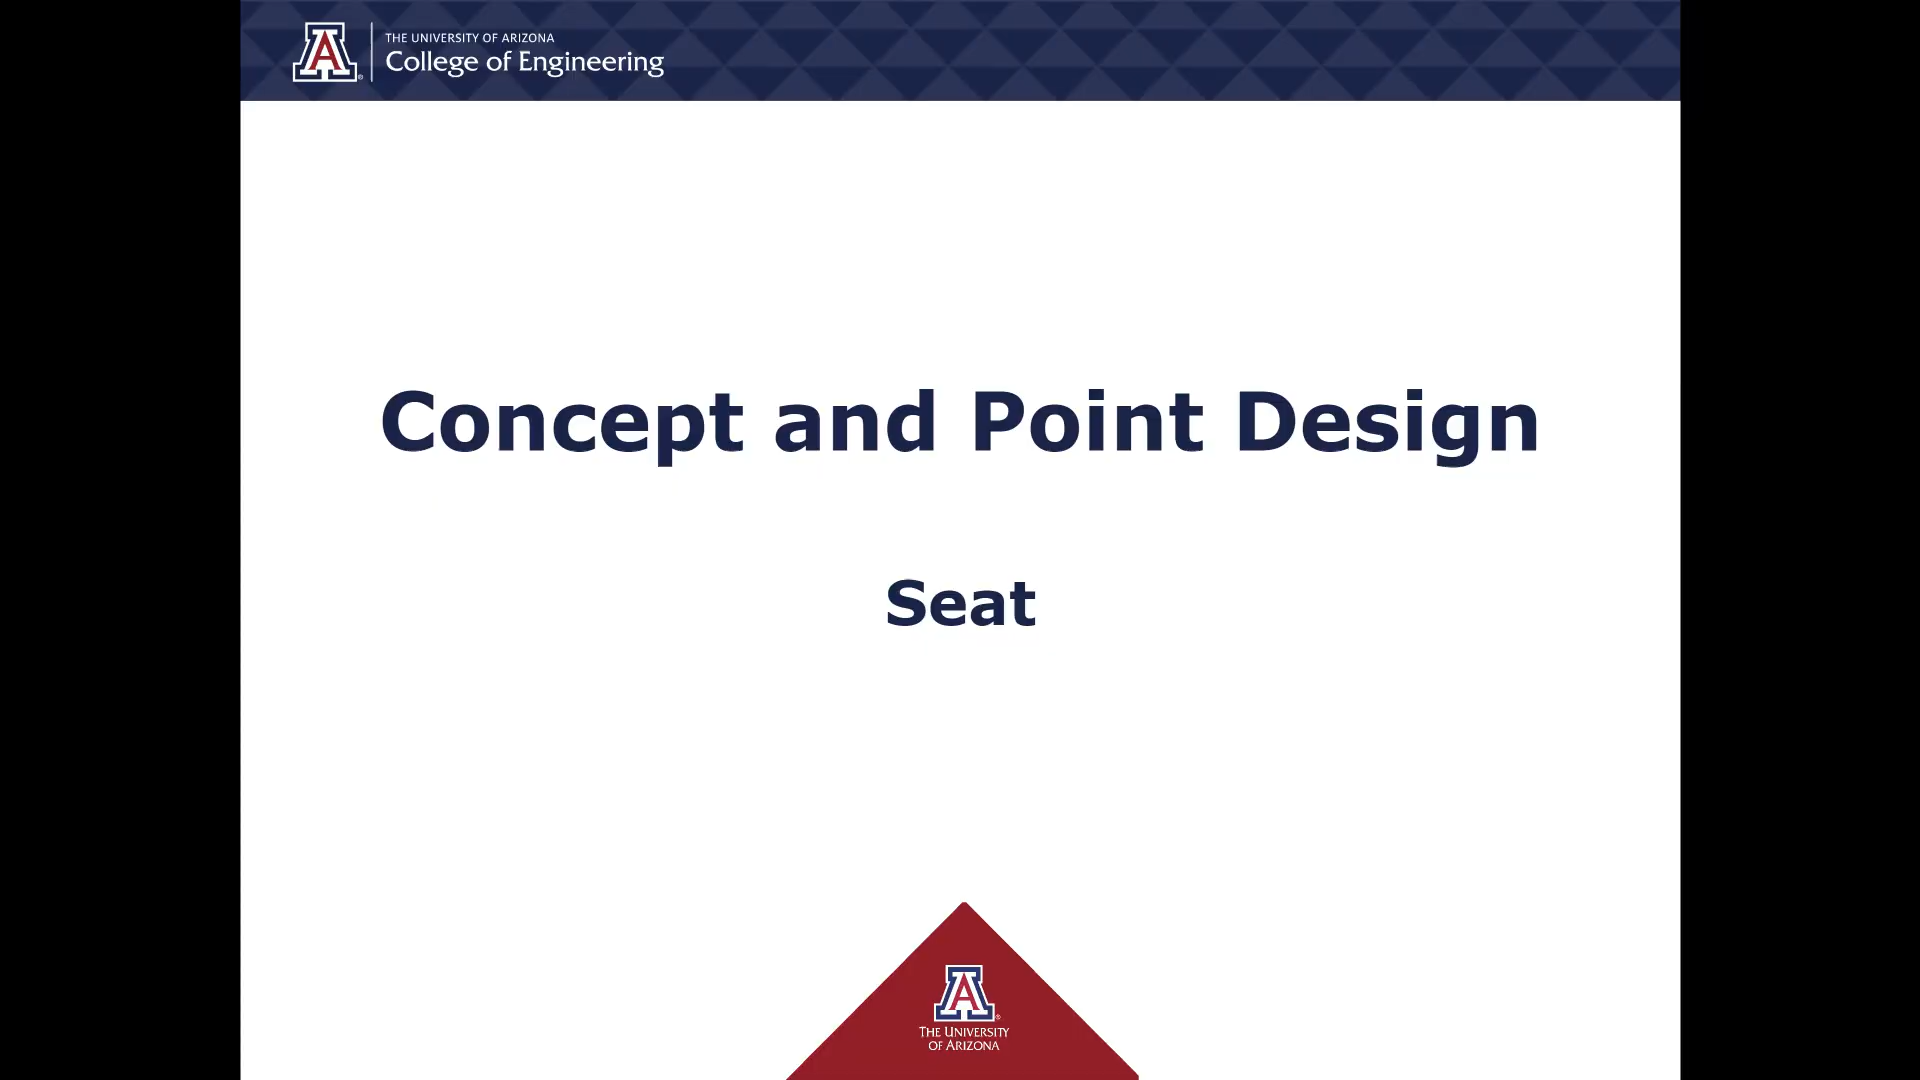 THE UNIVERSITY OF ARIZONA
College of Engineering
Concept and Point Design
Seat
A
THE UNIVERSITY
OF ARIZONA